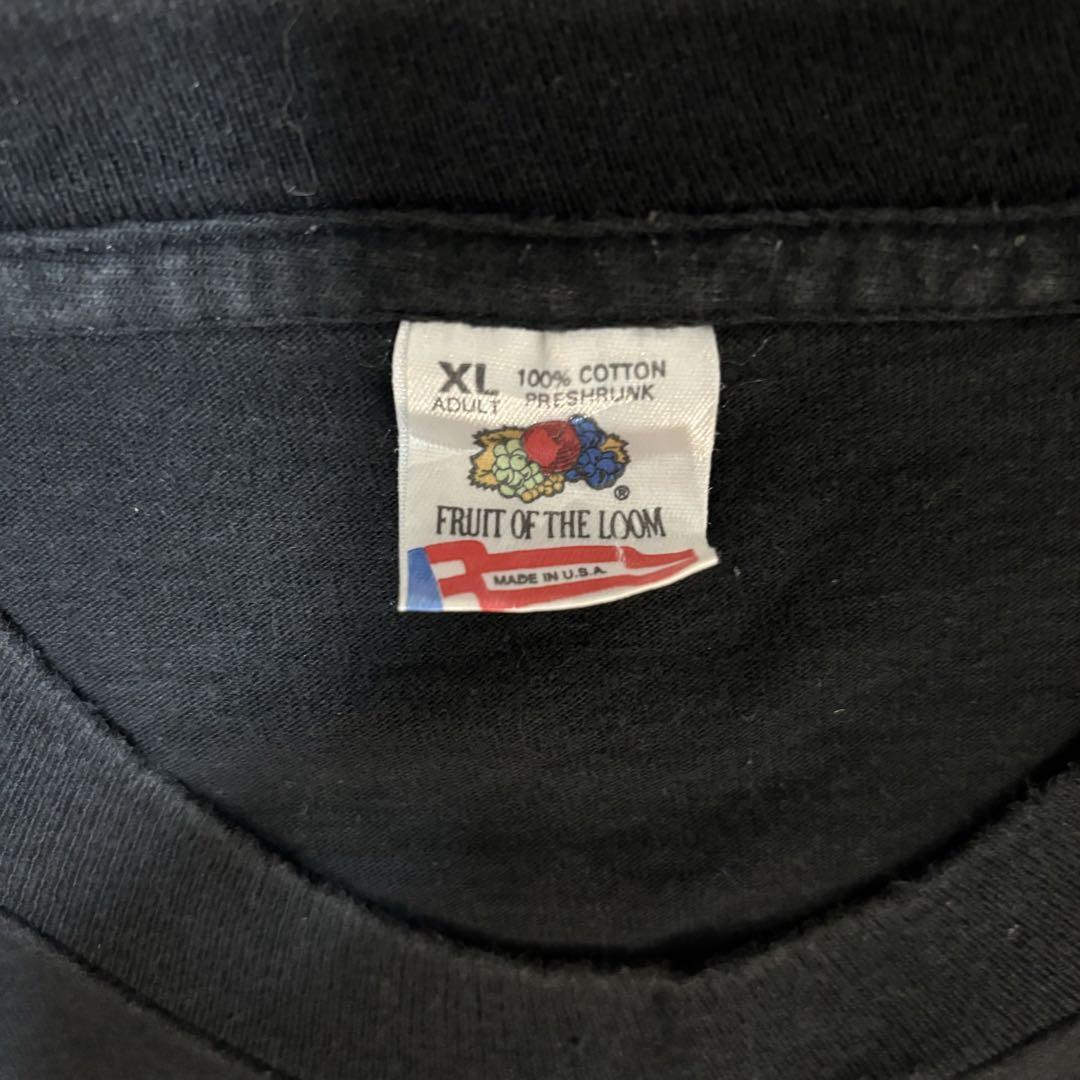 XL 100% COTTON
ADULT PRESHRUNK
®
FRUIT OF THE LOOM
MADE IN U.S.A.